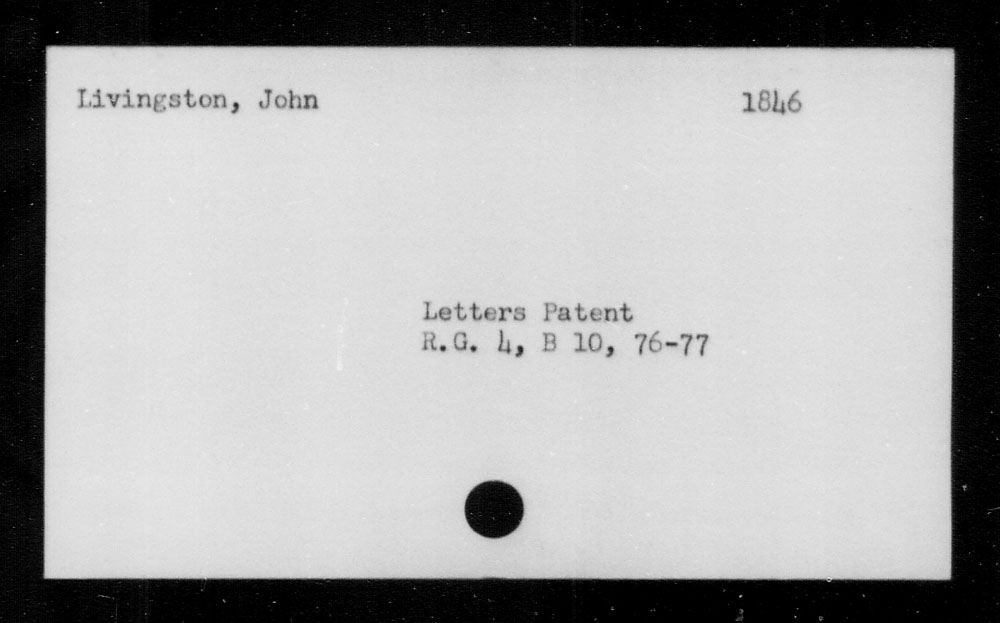 Livingston, John 1846
Letters Patent
R.G. 4, B 10, 76-77